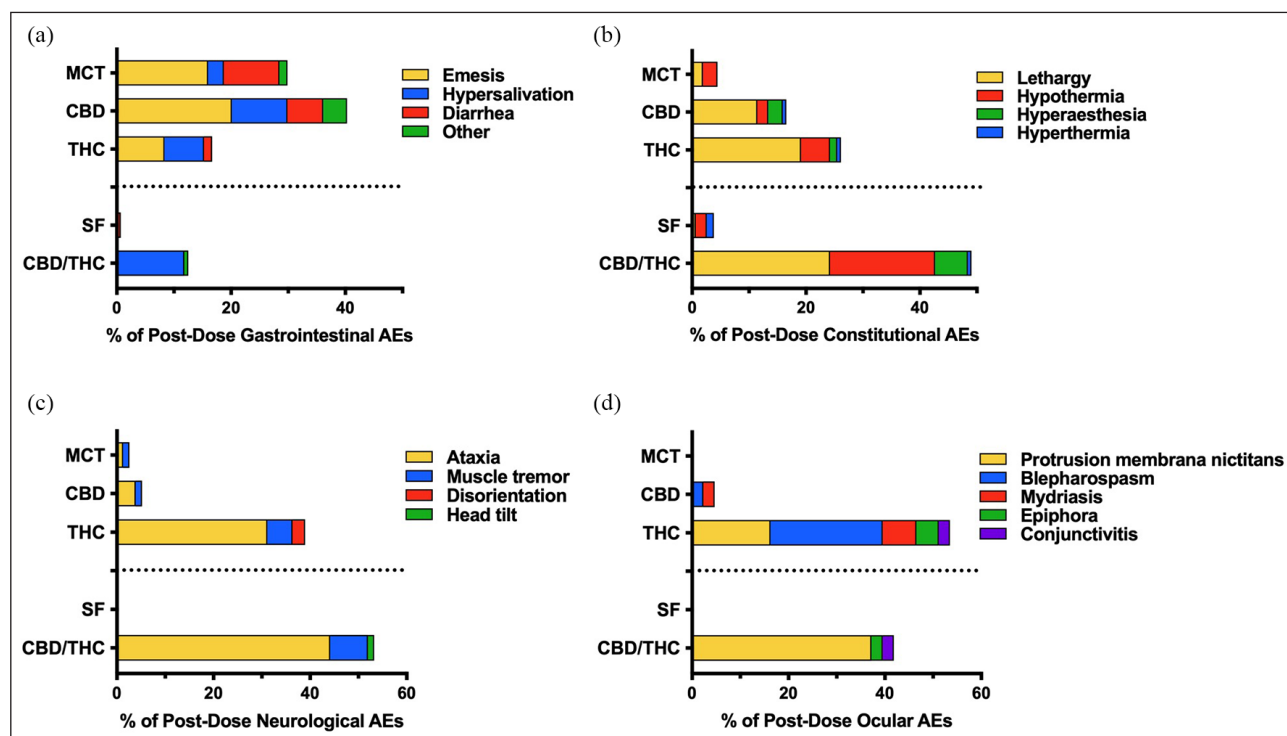 (a)
MCT
CBD
THC
SF
CBD/THC
Emesis
Hypersalivation
Diarrhea
Other
0 20 40
% of Post-Dose Gastrointestinal AEs
(b)
MCT
CBD
THC
SF
CBD/THC
Lethargy
Hypothermia
Hyperaesthesia
Hyperthermia
0 20 40
% of Post-Dose Constitutional AEs
(c)
MCT
CBD
THC
SF
CBD/THC
Ataxia
Muscle tremor
Disorientation
Head tilt
0 20 40 60
% of Post-Dose Neurological AEs
(d)
MCT
CBD
THC
SF
CBD/THC
Protrusion membrana nictitans
Blepharospasm
Mydriasis
Epiphora
Conjunctivitis
0 20 40 60
% of Post-Dose Ocular AEs